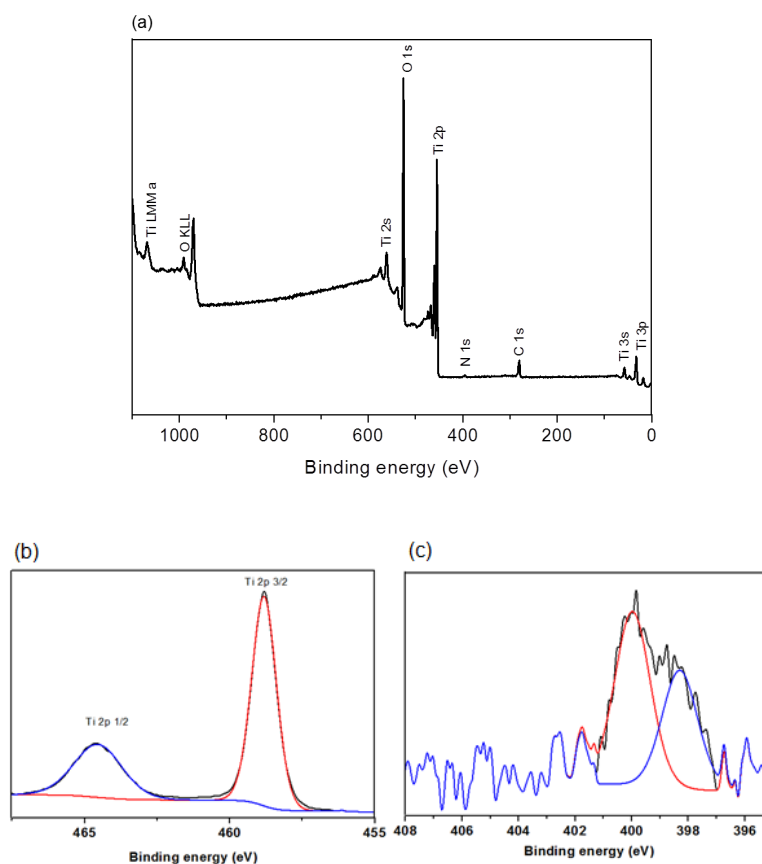 (a)
O 1s
Ti 2p
Ti LMM a
O KLL
Ti 2s
N 1s
C 1s
Ti 3s
Ti 3p
1000 800 600 400 200 0
Binding energy (eV)
(b)
Ti 2p 3/2
Ti 2p 1/2
465 460 455
Binding energy (eV)
(c)
408 406 404 402 400 398 396
Binding energy (eV)